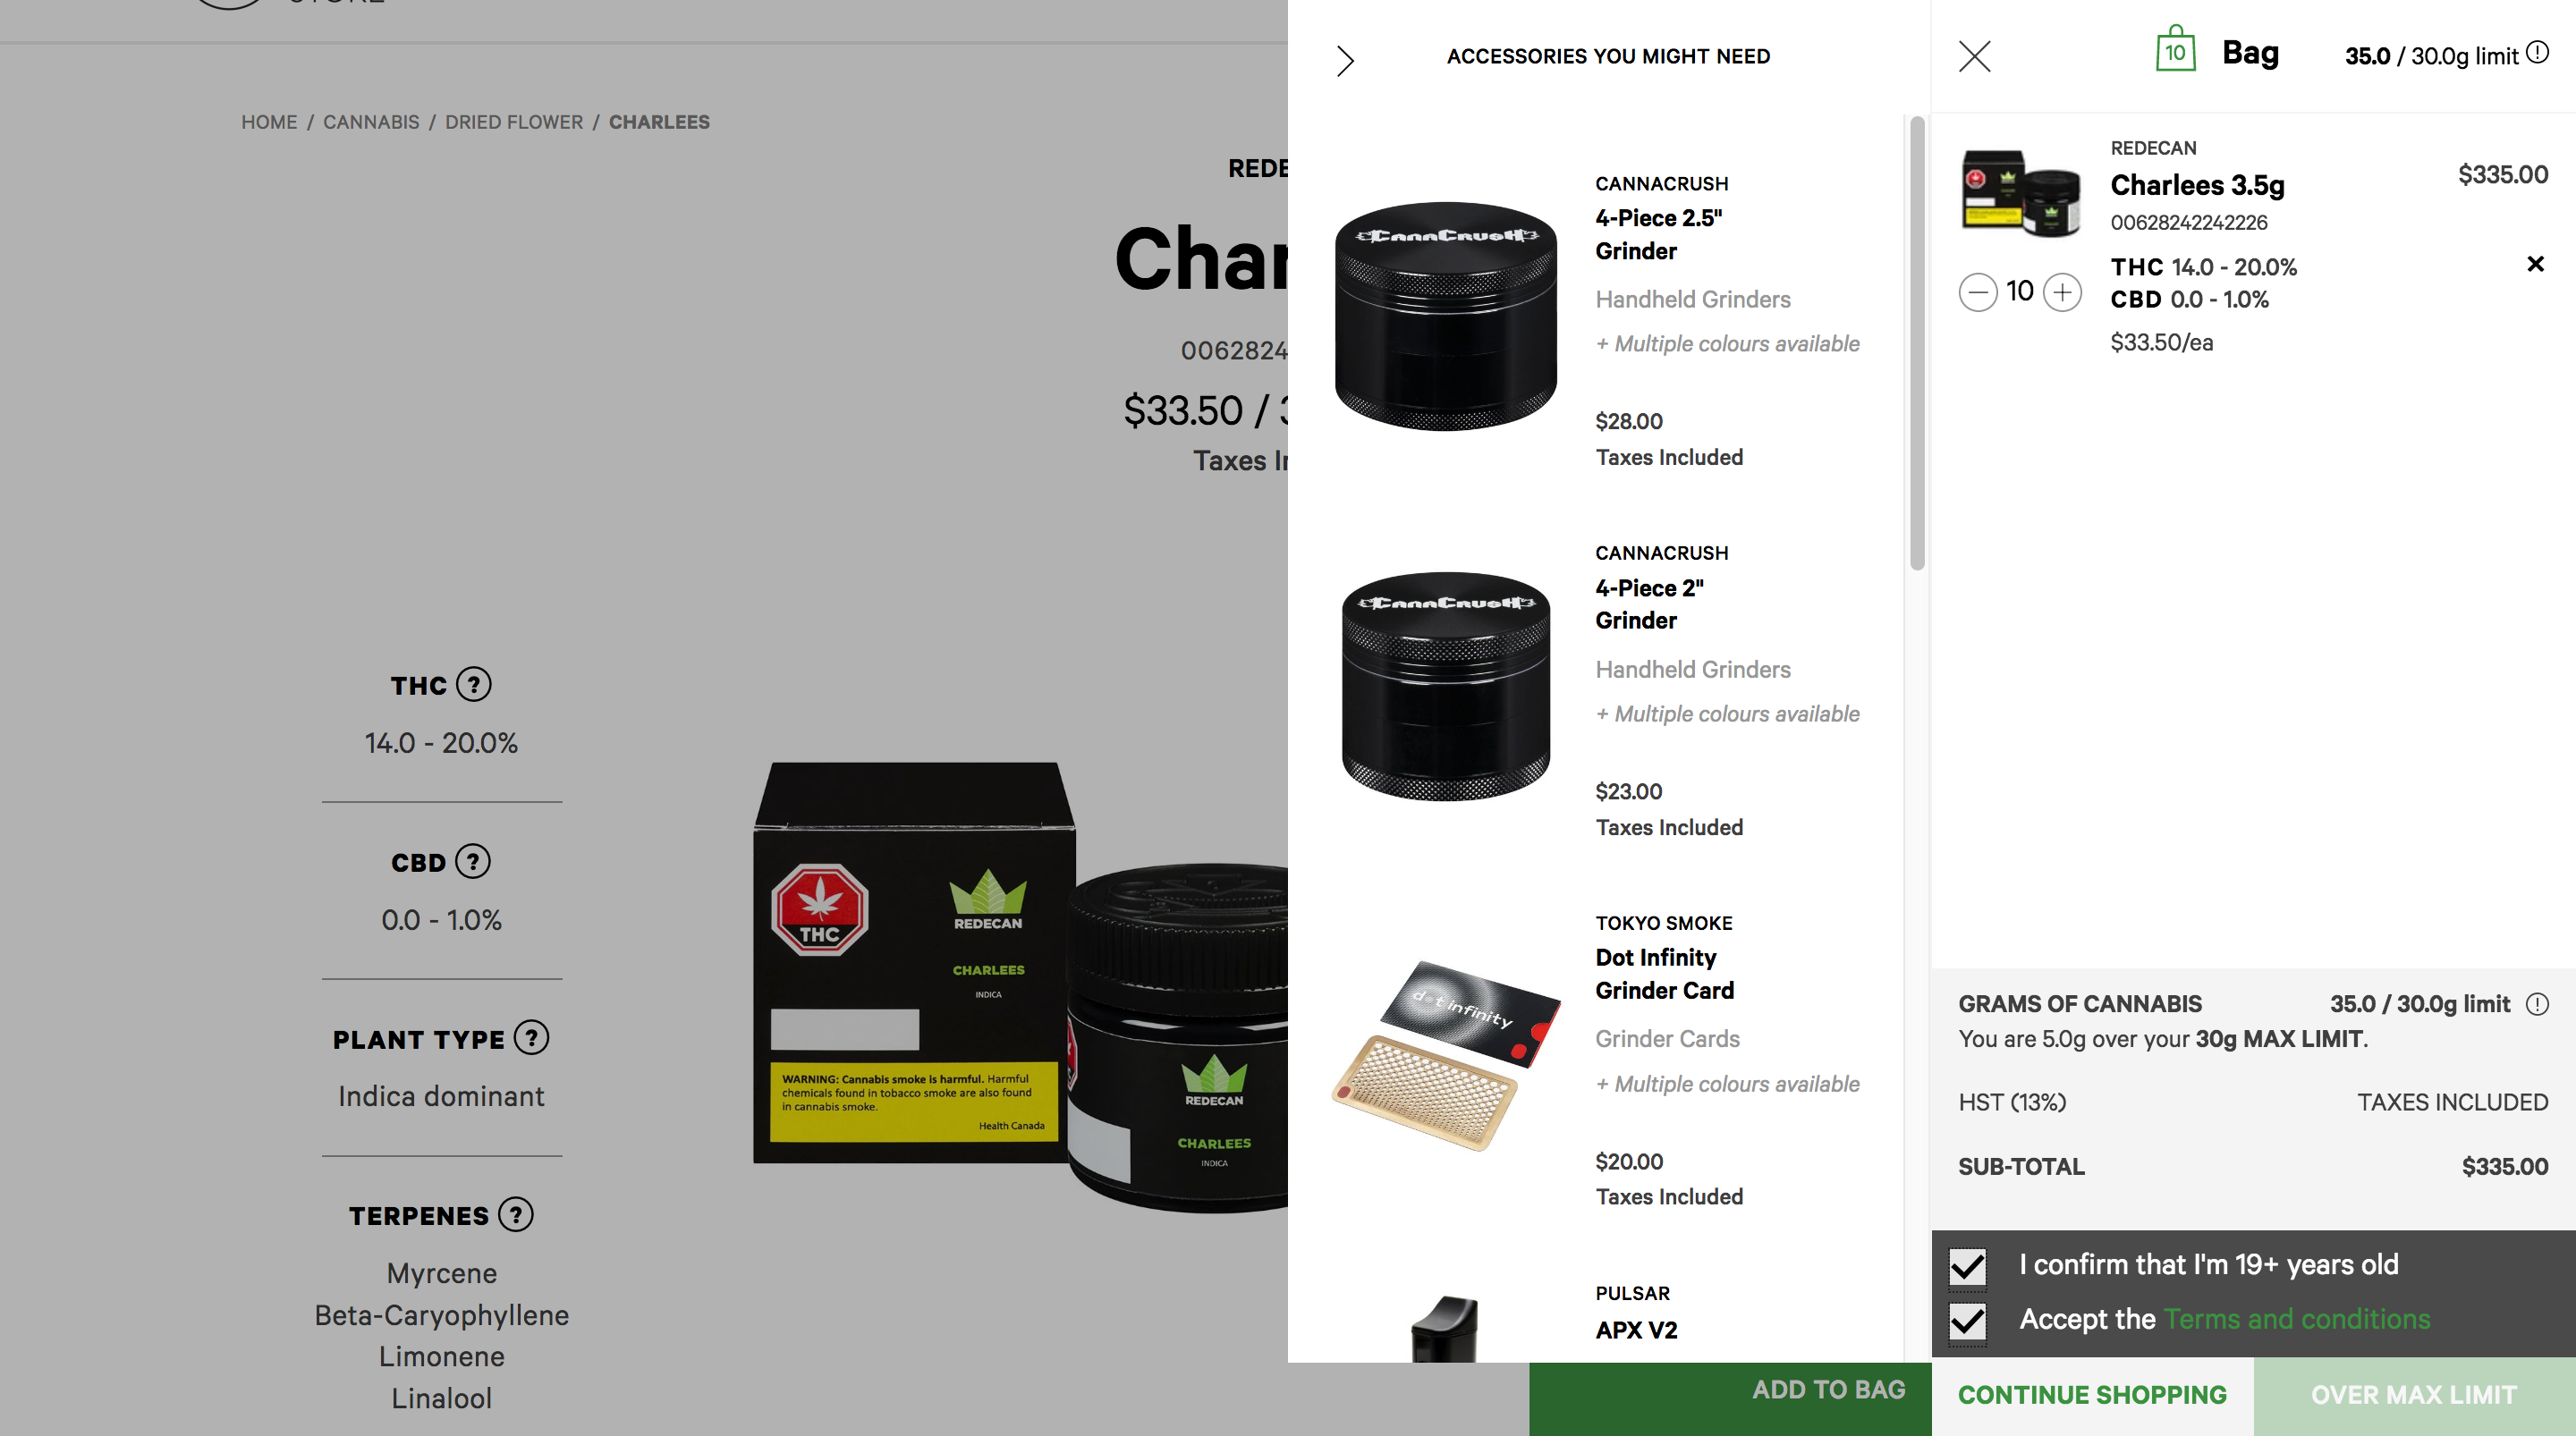 HOME / CANNABIS / DRIED FLOWER / CHARLEES
REDE
Char
0062824
$33.50 /
Taxes
THC ?
14.0 - 20.0%
CBD ?
0.0 - 1.0%
PLANT TYPE ?
Indica dominant
TERPENES ?
Myrcene
Beta-Caryophyllene
Limonene
Linalool
THC
REDECAN
CHARLEES
INDICA
WARNING: Cannabis smoke is harmful. Harmful
chemicals found in tobacco smoke are also found
in cannabis smoke.
Health Canada
REDECAN
CHARLEES
INDICA
ACCESSORIES YOU MIGHT NEED
CANNACRUSH
CANNACRUSH
4-Piece 2.5"
Grinder
Handheld Grinders
+ Multiple colours available
$28.00
Taxes Included
CANNACRUSH
CANNACRUSH
4-Piece 2"
Grinder
Handheld Grinders
+ Multiple colours available
$23.00
Taxes Included
dot infinity
TOKYO SMOKE
Dot Infinity
Grinder Card
Grinder Cards
+ Multiple colours available
$20.00
Taxes Included
PULSAR
APX V2
ADD TO BAG
10 Bag 35.0 / 30.0g limit
REDECAN
Charlees 3.5g $335.00
00628242242226
THC 14.0 - 20.0%
10 CBD 0.0 - 1.0%
$33.50/ea
GRAMS OF CANNABIS 35.0 / 30.0g limit
You are 5.0g over your 30g MAX LIMIT.
HST (13%) TAXES INCLUDED
SUB-TOTAL $335.00
I confirm that I'm 19+ years old
Accept the Terms and conditions
CONTINUE SHOPPING OVER MAX LIMIT